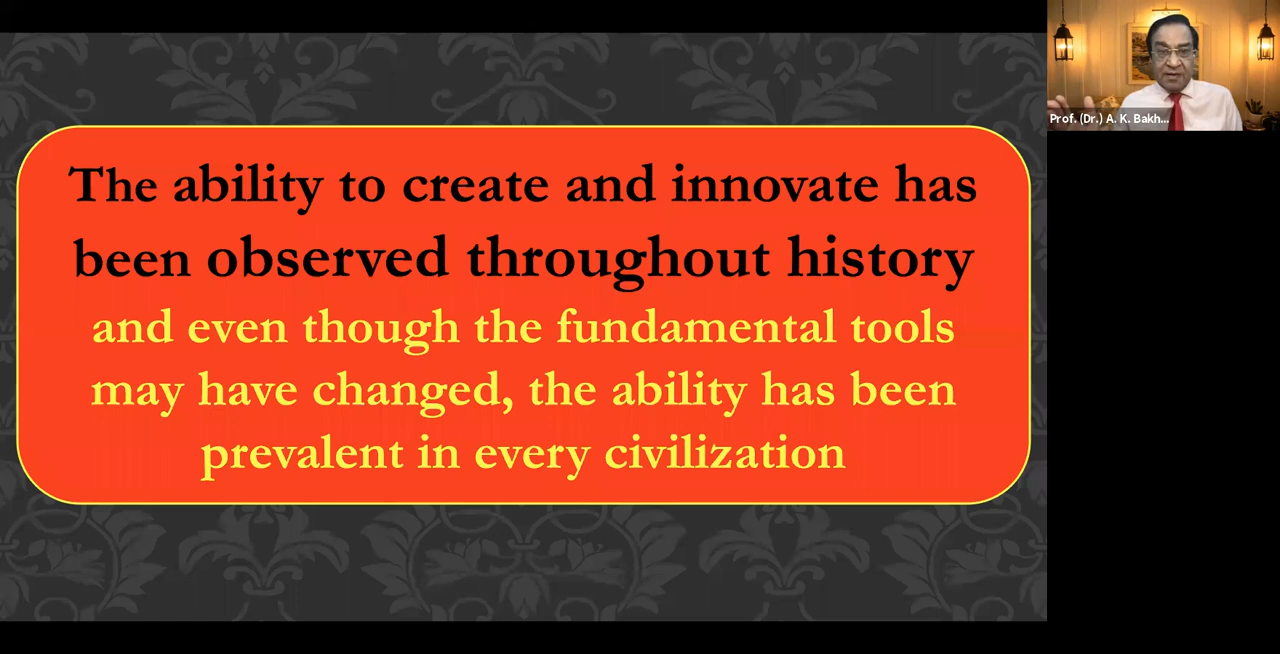 The ability to create and innovate has
been observed throughout history
and even though the fundamental tools
may have changed, the ability has been
prevalent in every civilization
Prof. (Dr.) A. K. Bakh...